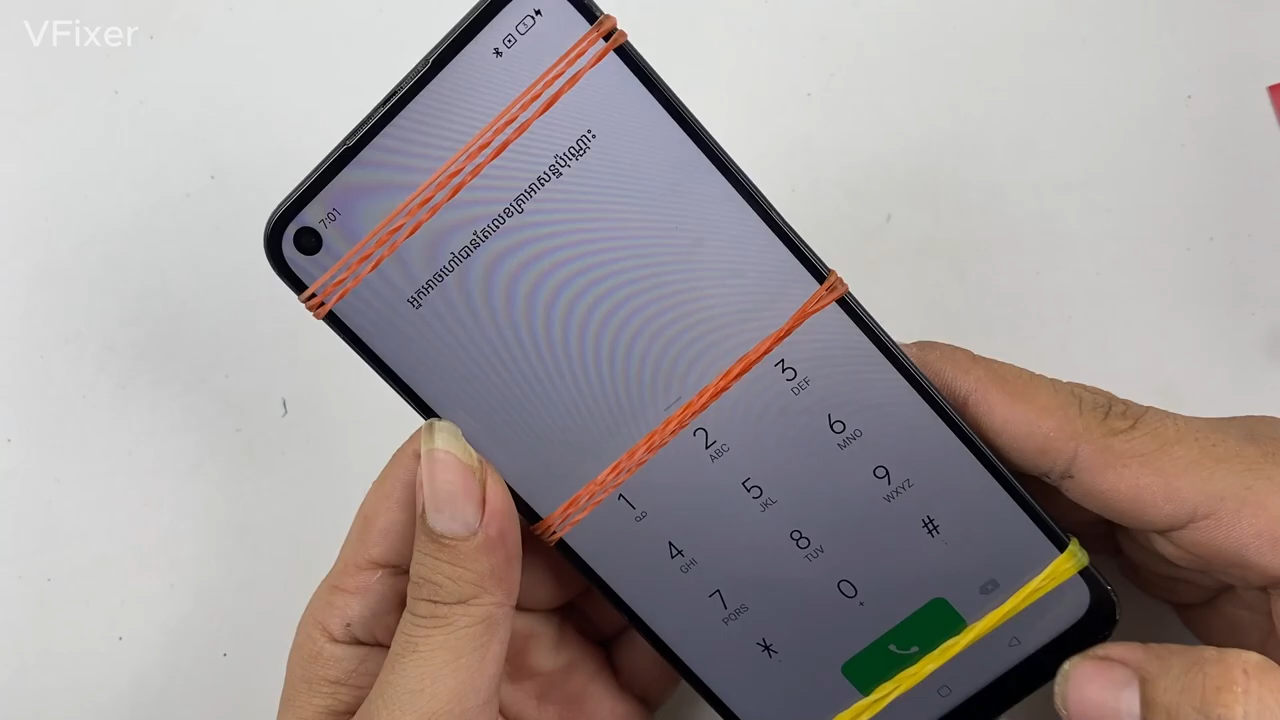 VFixer
7:01
5
អ្នកអាចហៅបានតែលេខគ្រាអាសន្នប៉ុណ្ណោះ
1
2 ABC
3 DEF
4 GHI
5 JKL
6 MNO
7 PQRS
8 TUV
9 WXYZ
*
0 +
#